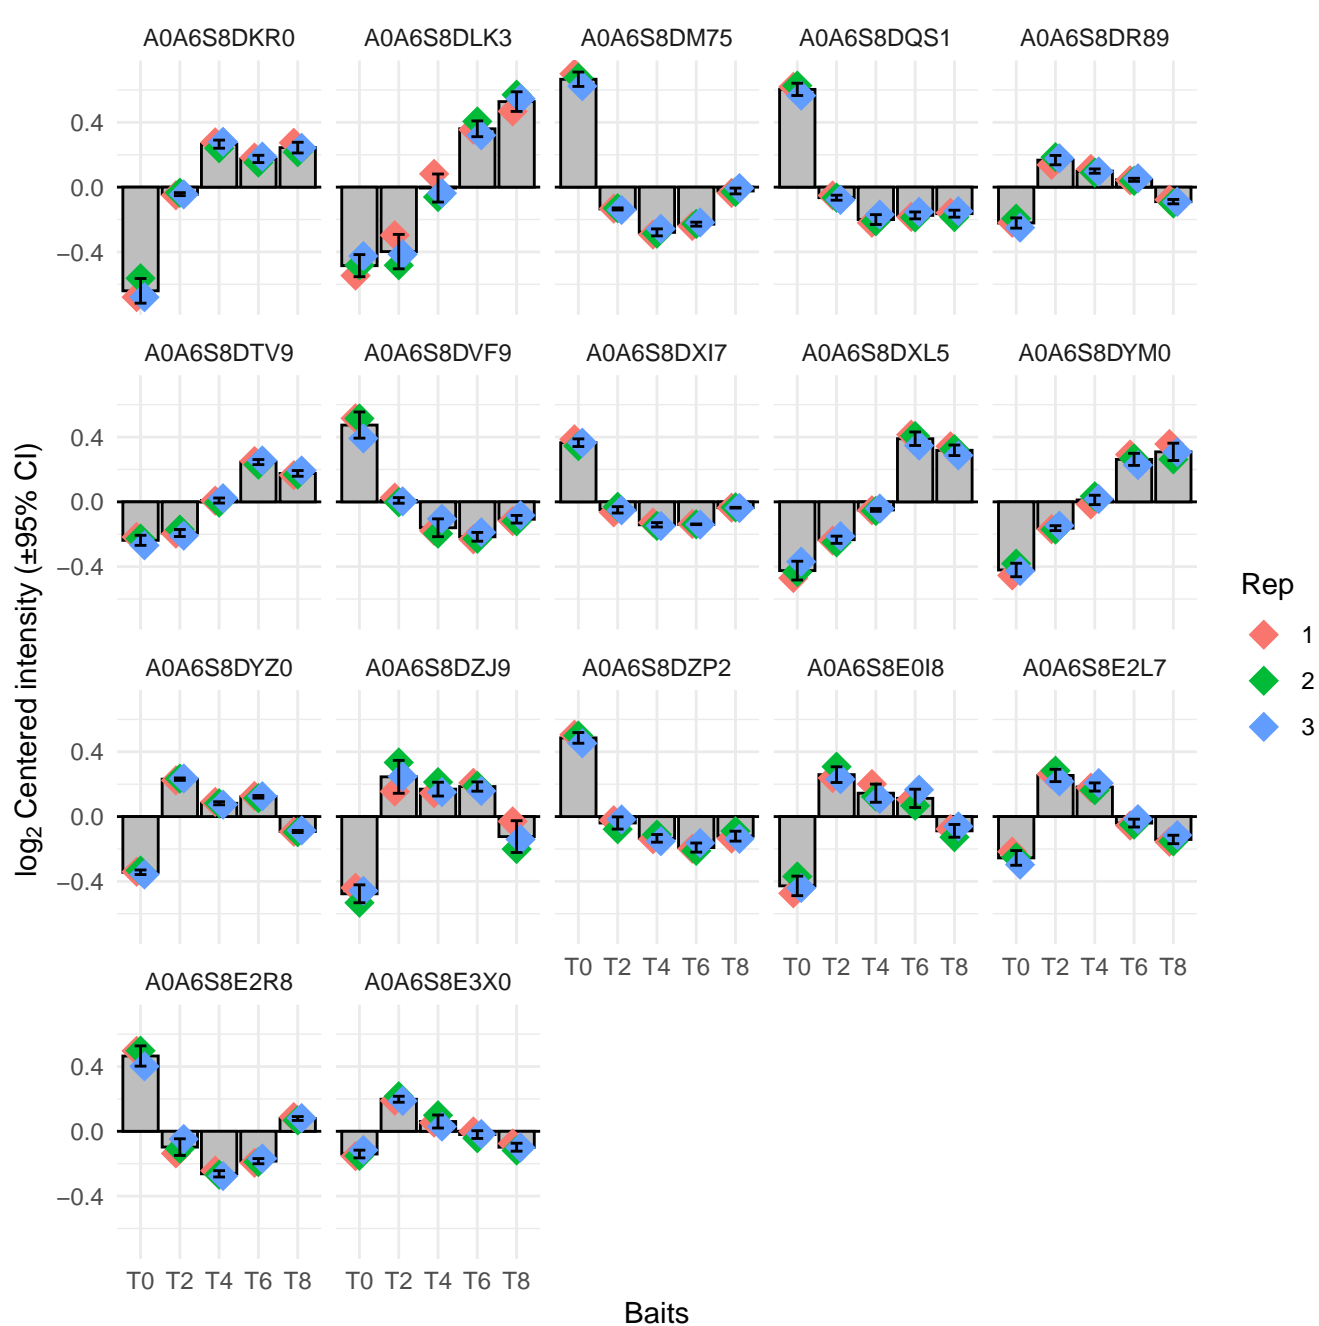 A0A6S8DKR0 A0A6S8DLK3 A0A6S8DM75 A0A6S8DQS1 A0A6S8DR89
0.4
0.0
−0.4
A0A6S8DTV9 A0A6S8DVF9 A0A6S8DXI7 A0A6S8DXL5 A0A6S8DYM0
0.4
0.0
−0.4
A0A6S8DYZ0 A0A6S8DZJ9 A0A6S8DZP2 A0A6S8E0I8 A0A6S8E2L7
0.4
0.0
−0.4
T0 T2 T4 T6 T8 T0 T2 T4 T6 T8 T0 T2 T4 T6 T8
A0A6S8E2R8 A0A6S8E3X0
0.4
0.0
−0.4
T0 T2 T4 T6 T8 T0 T2 T4 T6 T8
Baits
log2 Centered intensity (±95% CI)
Rep
1
2
3